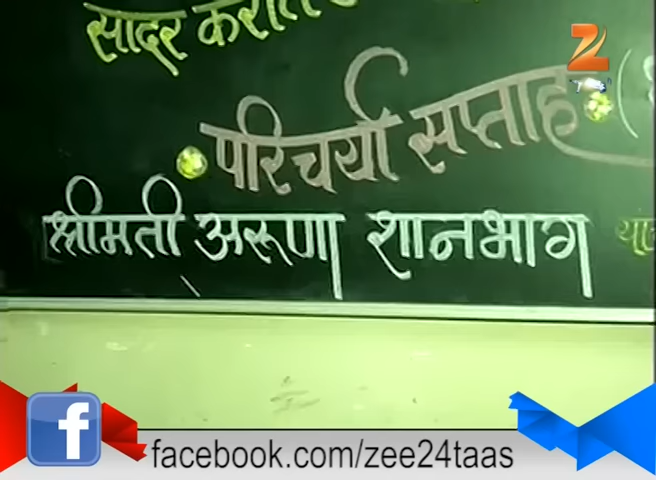 सादर करीत
परिचर्या सप्ताह (
श्रीमती अरुणा शानभाग
facebook.com/zee24taas